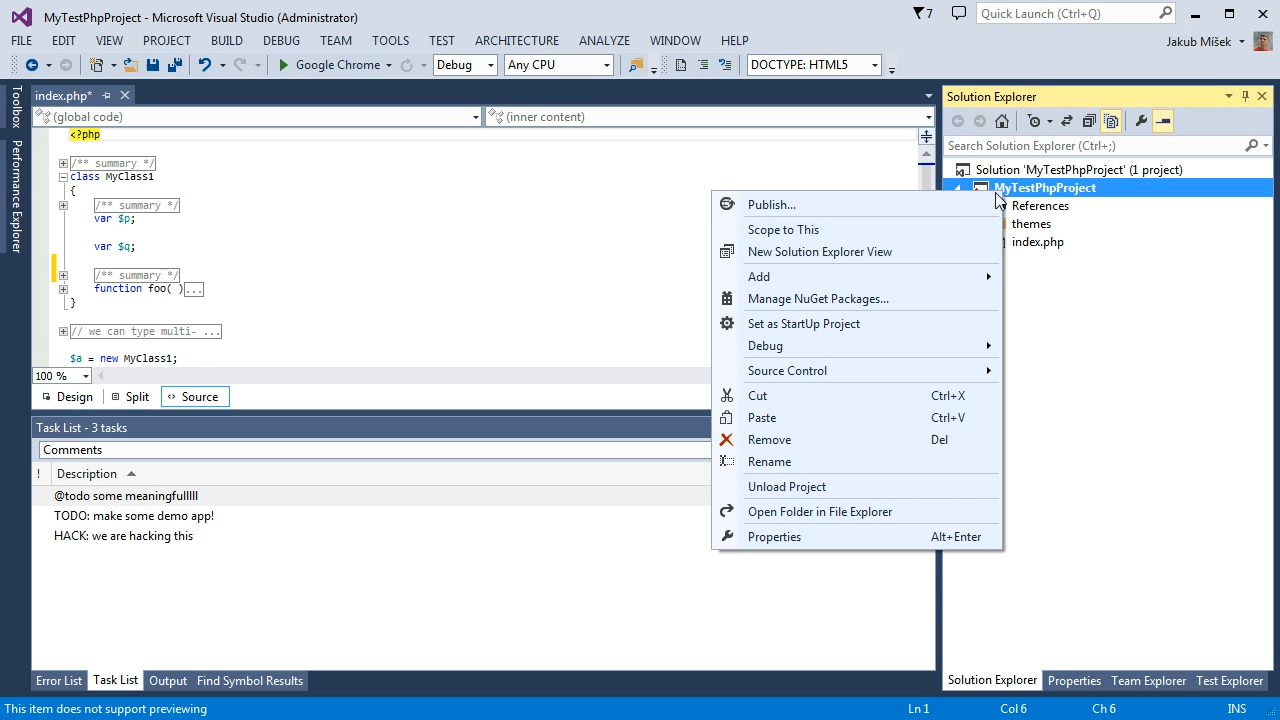 MyTestPhpProject - Microsoft Visual Studio (Administrator)
7
Quick Launch (Ctrl+Q)
FILE EDIT VIEW PROJECT BUILD DEBUG TEAM TOOLS TEST ARCHITECTURE ANALYZE WINDOW HELP
Jakub Míšek
Google Chrome
Debug
Any CPU
DOCTYPE: HTML5
Toolbox
Performance Explorer
index.php*
(global code)
(inner content)
<?php
/** summary */
class MyClass1
{
/** summary */
var $p;
var $q;
/** summary */
function foo( )...
}
// we can type multi- ...
$a = new MyClass1;
100 %
Design
Split
Source
Task List - 3 tasks
Comments
! Description
@todo some meaningfulllll
TODO: make some demo app!
HACK: we are hacking this
Error List
Task List
Output
Find Symbol Results
Publish...
Scope to This
New Solution Explorer View
Add
Manage NuGet Packages...
Set as StartUp Project
Debug
Source Control
Cut Ctrl+X
Paste Ctrl+V
Remove Del
Rename
Unload Project
Open Folder in File Explorer
Properties Alt+Enter
Solution Explorer
Search Solution Explorer (Ctrl+;)
Solution 'MyTestPhpProject' (1 project)
MyTestPhpProject
References
themes
index.php
Solution Explorer
Properties
Team Explorer
Test Explorer
This item does not support previewing
Ln 1
Col 6
Ch 6
INS